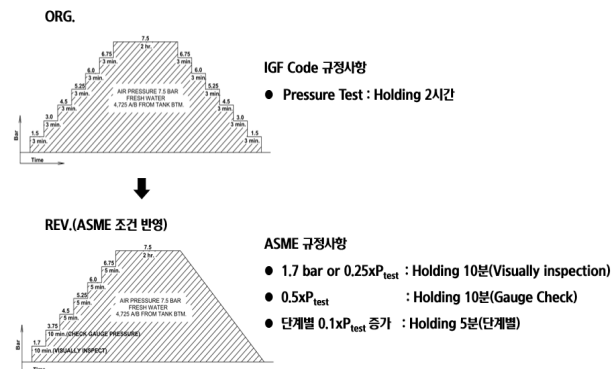 ORG.
7.5
2 hr.
6.75
3 min.
6.75
3 min.
6.0
3 min.
6.0
3 min.
5.25
3 min.
5.25
3 min.
4.5
3 min.
4.5
3 min.
3.0
3 min.
3.0
3 min.
1.5
3 min.
1.5
3 min.
AIR PRESSURE 7.5 BAR
FRESH WATER
4,725 A/B FROM TANK BTM.
Bar
Time
IGF Code 규정사항
● Pressure Test : Holding 2시간
REV.(ASME 조건 반영)
7.5
2 hr.
6.75
5 min.
6.0
5 min.
5.25
5 min.
4.5
5 min.
3.75
10 min.(CHECK GAUGE PRESSURE)
1.7
10 min.(VISUALLY INSPECT)
AIR PRESSURE 7.5 BAR
FRESH WATER
4,725 A/B FROM TANK BTM.
Bar
Time
ASME 규정사항
● 1.7 bar or 0.25xPtest : Holding 10분(Visually inspection)
● 0.5xPtest : Holding 10분(Gauge Check)
● 단계별 0.1xPtest 증가 : Holding 5분(단계별)